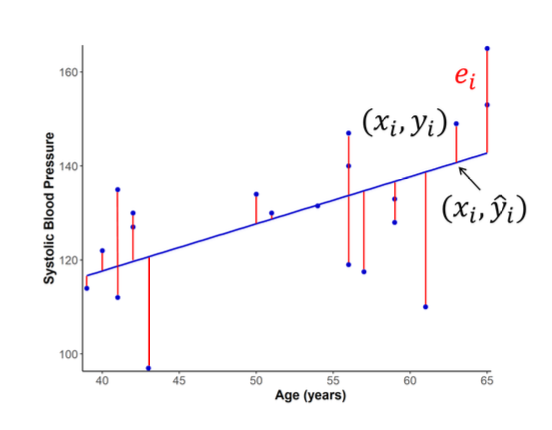 e_i
160
(x_i, y_i)
140
(x_i, ŷ_i)
120
100
Systolic Blood Pressure
40 45 50 55 60 65
Age (years)